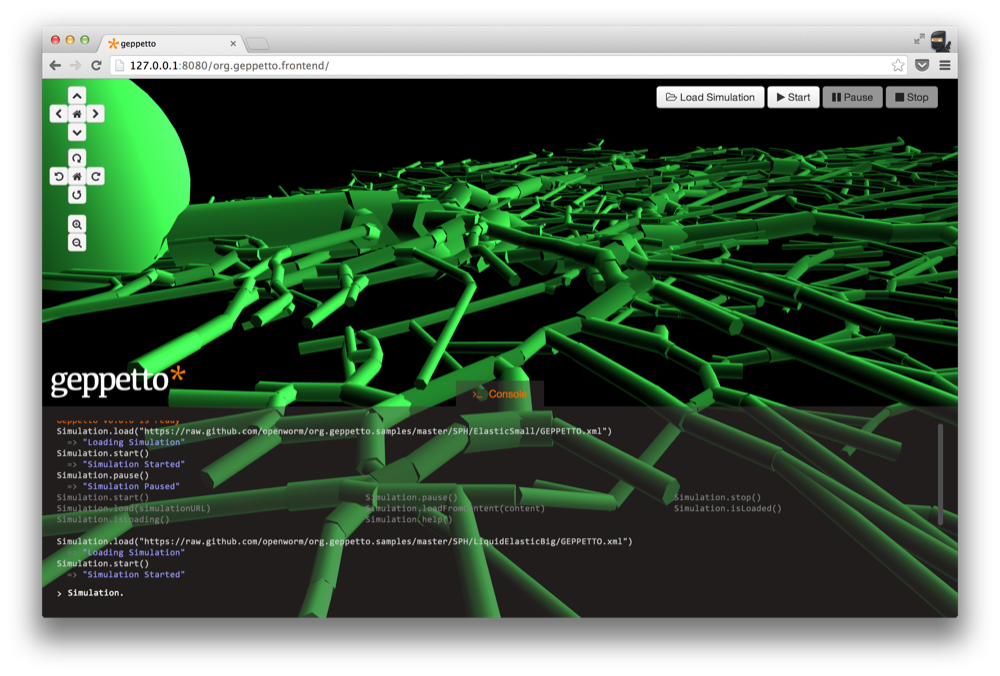 geppetto
127.0.0.1:8080/org.geppetto.frontend/
Load Simulation Start Pause Stop
geppetto*
Console
is ready
Simulation.load("https://raw.github.com/openworm/org.geppetto.samples/master/SPH/ElasticSmall/GEPPETTO.xml")
=> "Loading Simulation"
Simulation.start()
=> "Simulation Started"
Simulation.pause()
=> "Simulation Paused"
Simulation.start() Simulation.pause() Simulation.stop()
Simulation.load(simulationURL) Simulation.loadFromContent(content) Simulation.isLoaded()
Simulation.isLoading() Simulation.help()
Simulation.load("https://raw.github.com/openworm/org.geppetto.samples/master/SPH/LiquidElasticBig/GEPPETTO.xml")
=> "Loading Simulation"
Simulation.start()
=> "Simulation Started"
> Simulation.